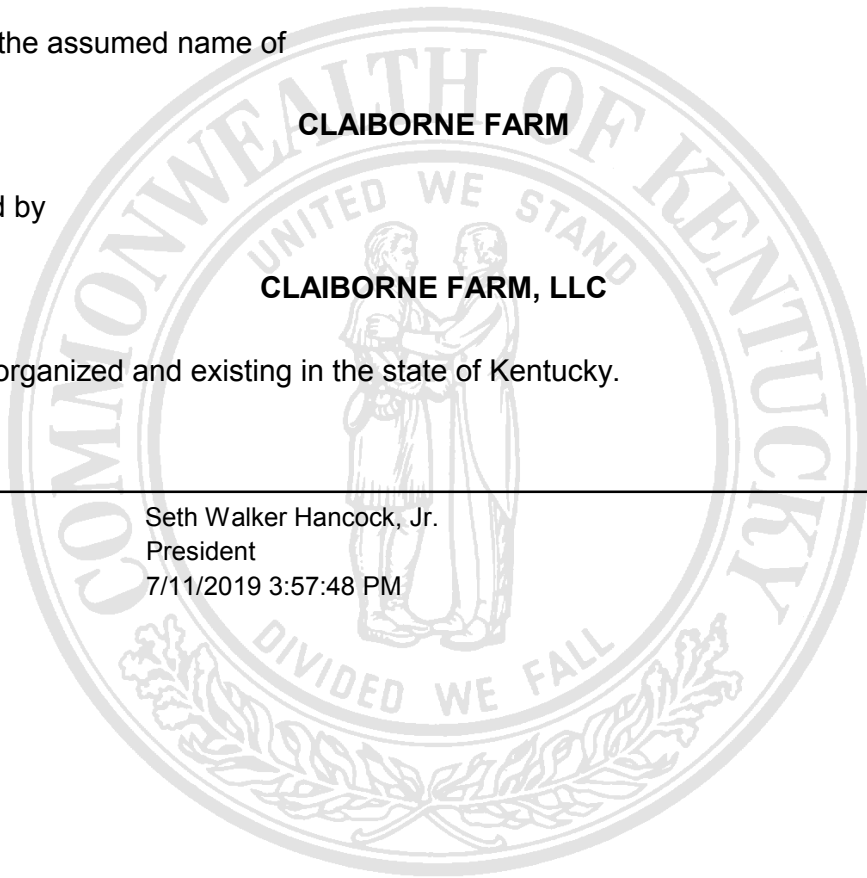 the assumed name of
CLAIBORNE FARM
d by
CLAIBORNE FARM, LLC
organized and existing in the state of Kentucky.
Seth Walker Hancock, Jr.
President
7/11/2019 3:57:48 PM
COMMONWEALTH OF KENTUCKY
UNITED WE STAND
DIVIDED WE FALL